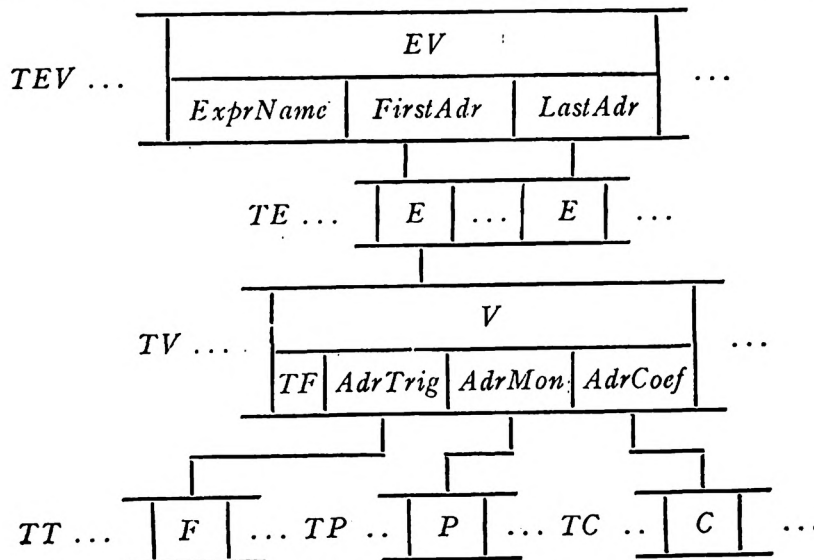 EV
TEV ... ...
ExprName FirstAdr LastAdr
TE ... E ... E ...
V
TV .... ...
TF AdrTrig AdrMon AdrCoef
TT ... F ... TP .. P ... TC .. C ...